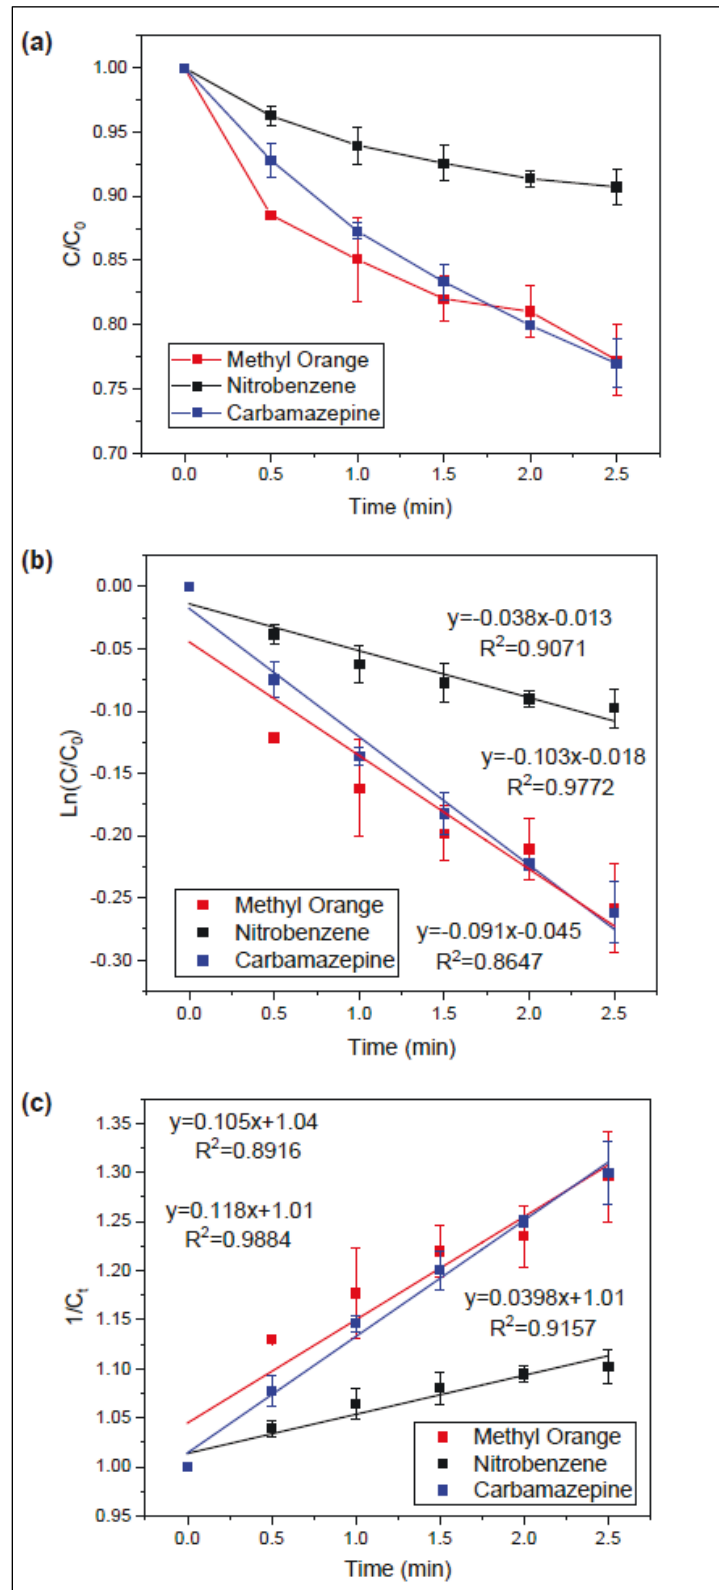 (a)
1.00
0.95
0.90
0.85
0.80
0.75
0.70
C/C₀
Methyl Orange
Nitrobenzene
Carbamazepine
0.0 0.5 1.0 1.5 2.0 2.5
Time (min)
(b)
0.00
-0.05
-0.10
-0.15
-0.20
-0.25
-0.30
Ln(C/C₀)
y=-0.038x-0.013
R²=0.9071
y=-0.103x-0.018
R²=0.9772
y=-0.091x-0.045
R²=0.8647
Methyl Orange
Nitrobenzene
Carbamazepine
0.0 0.5 1.0 1.5 2.0 2.5
Time (min)
(c)
1.35
1.30
1.25
1.20
1.15
1.10
1.05
1.00
0.95
1/Cₜ
y=0.105x+1.04
R²=0.8916
y=0.118x+1.01
R²=0.9884
y=0.0398x+1.01
R²=0.9157
Methyl Orange
Nitrobenzene
Carbamazepine
0.0 0.5 1.0 1.5 2.0 2.5
Time (min)